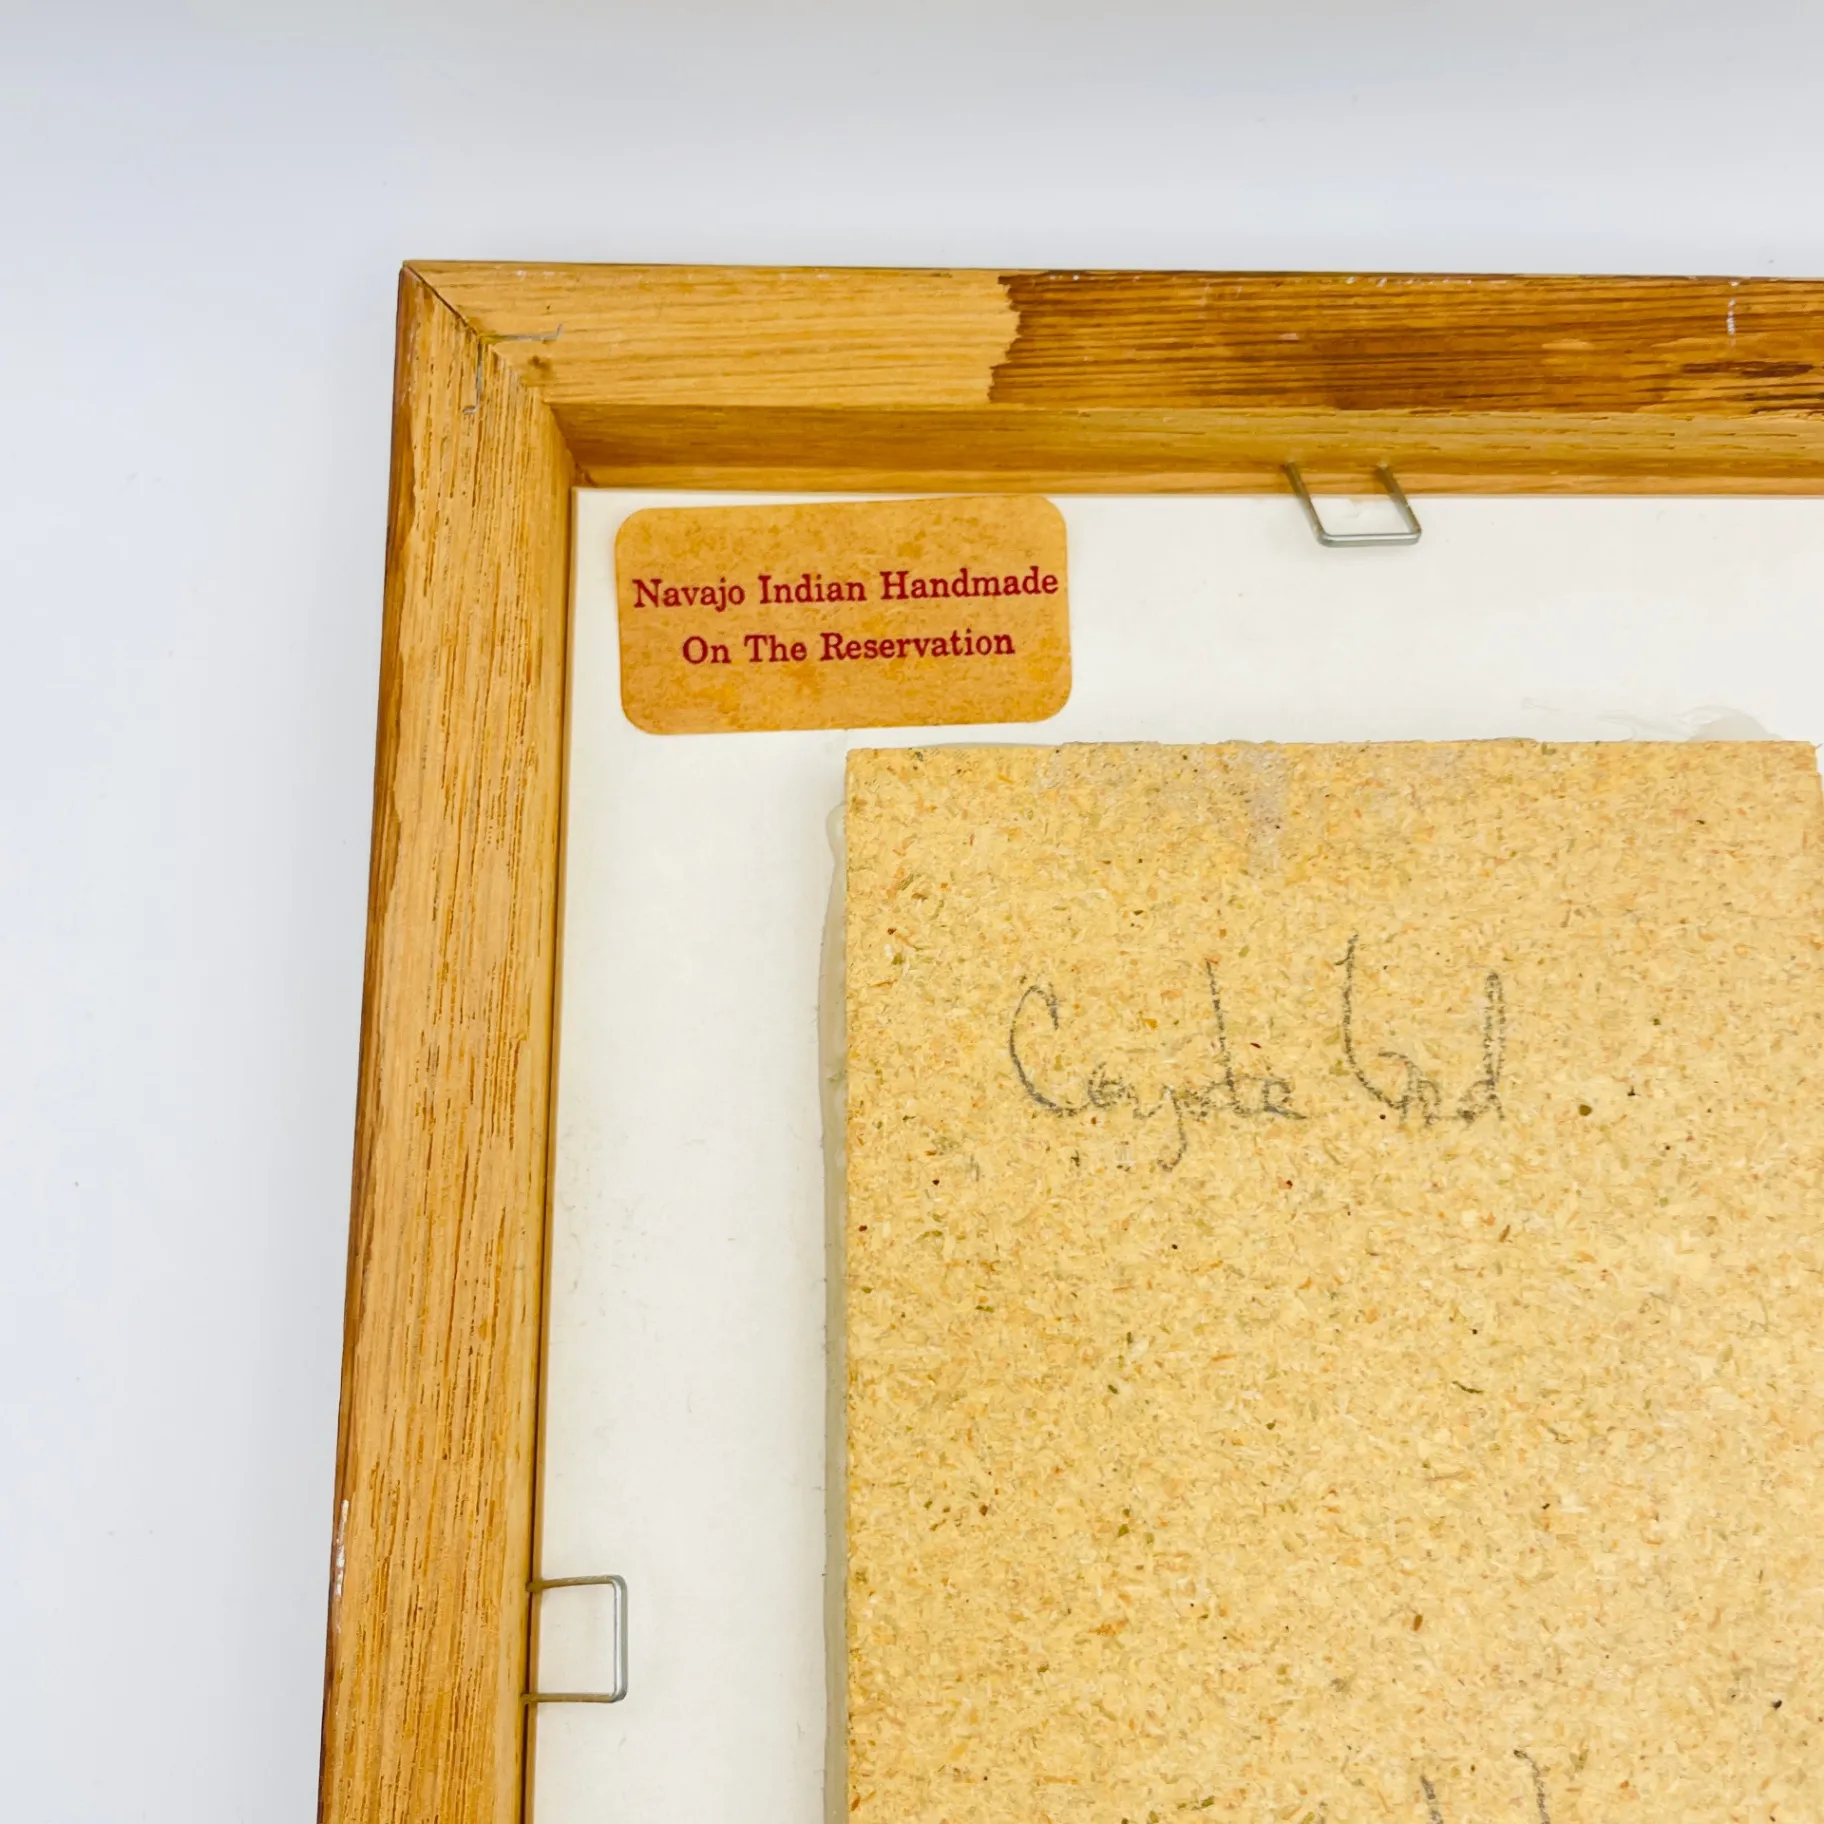 Navajo Indian Handmade
On The Reservation
Coyote God